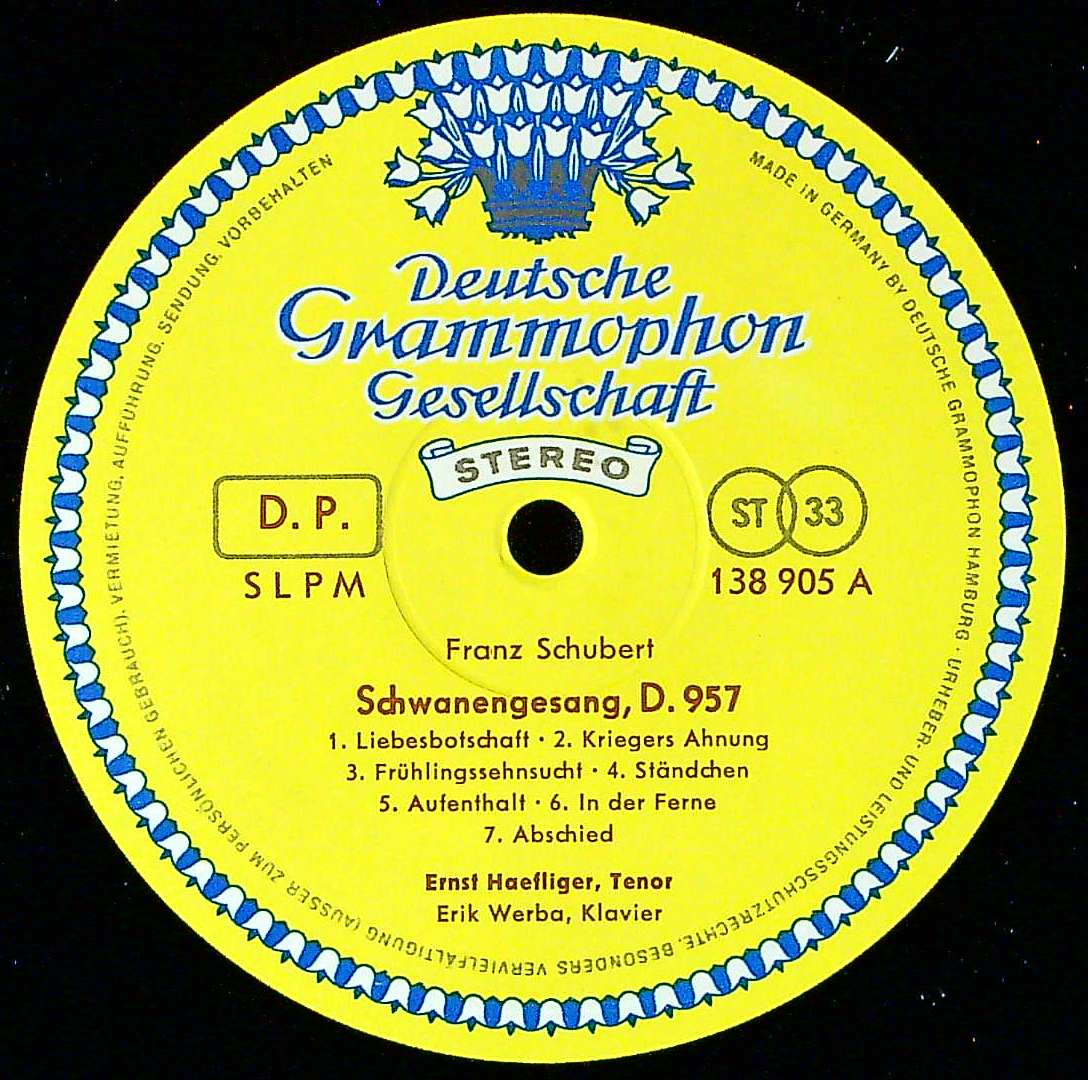 Deutsche
Grammophon
Gesellschaft
STEREO
D. P.
SLPM
ST 33
138 905 A
Franz Schubert
Schwanengesang, D. 957
1. Liebesbotschaft · 2. Kriegers Ahnung
3. Frühlingssehnsucht · 4. Ständchen
5. Aufenthalt · 6. In der Ferne
7. Abschied
Ernst Haefliger, Tenor
Erik Werba, Klavier
MADE IN GERMANY BY DEUTSCHE GRAMMOPHON HAMBURG · URHEBER- UND LEISTUNGSSCHUTZRECHTE, BESONDERS VERVIELFÄLTIGUNG (AUSSER ZUM PERSÖNLICHEN GEBRAUCH), VERMIETUNG, AUFFÜHRUNG, SENDUNG, VORBEHALTEN